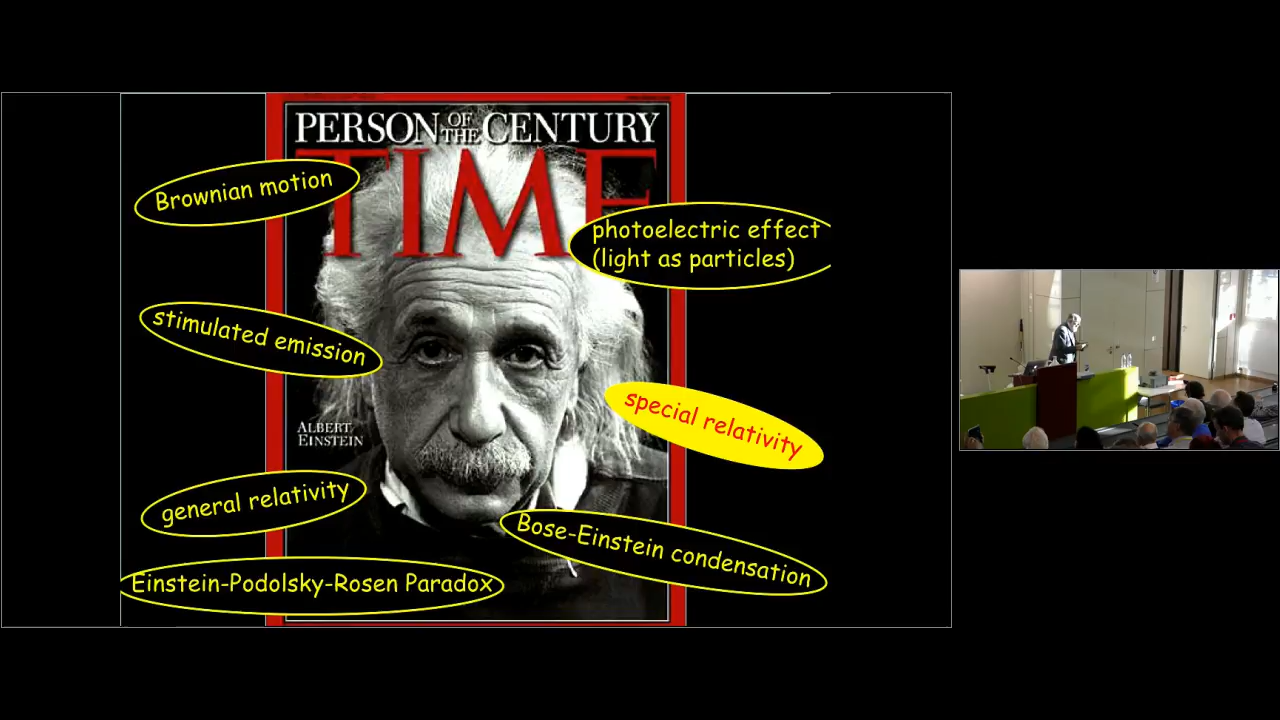 PERSON OF THE CENTURY
TIME
Brownian motion
photoelectric effect
(light as particles)
stimulated emission
special relativity
ALBERT
EINSTEIN
general relativity
Bose-Einstein condensation
Einstein-Podolsky-Rosen Paradox